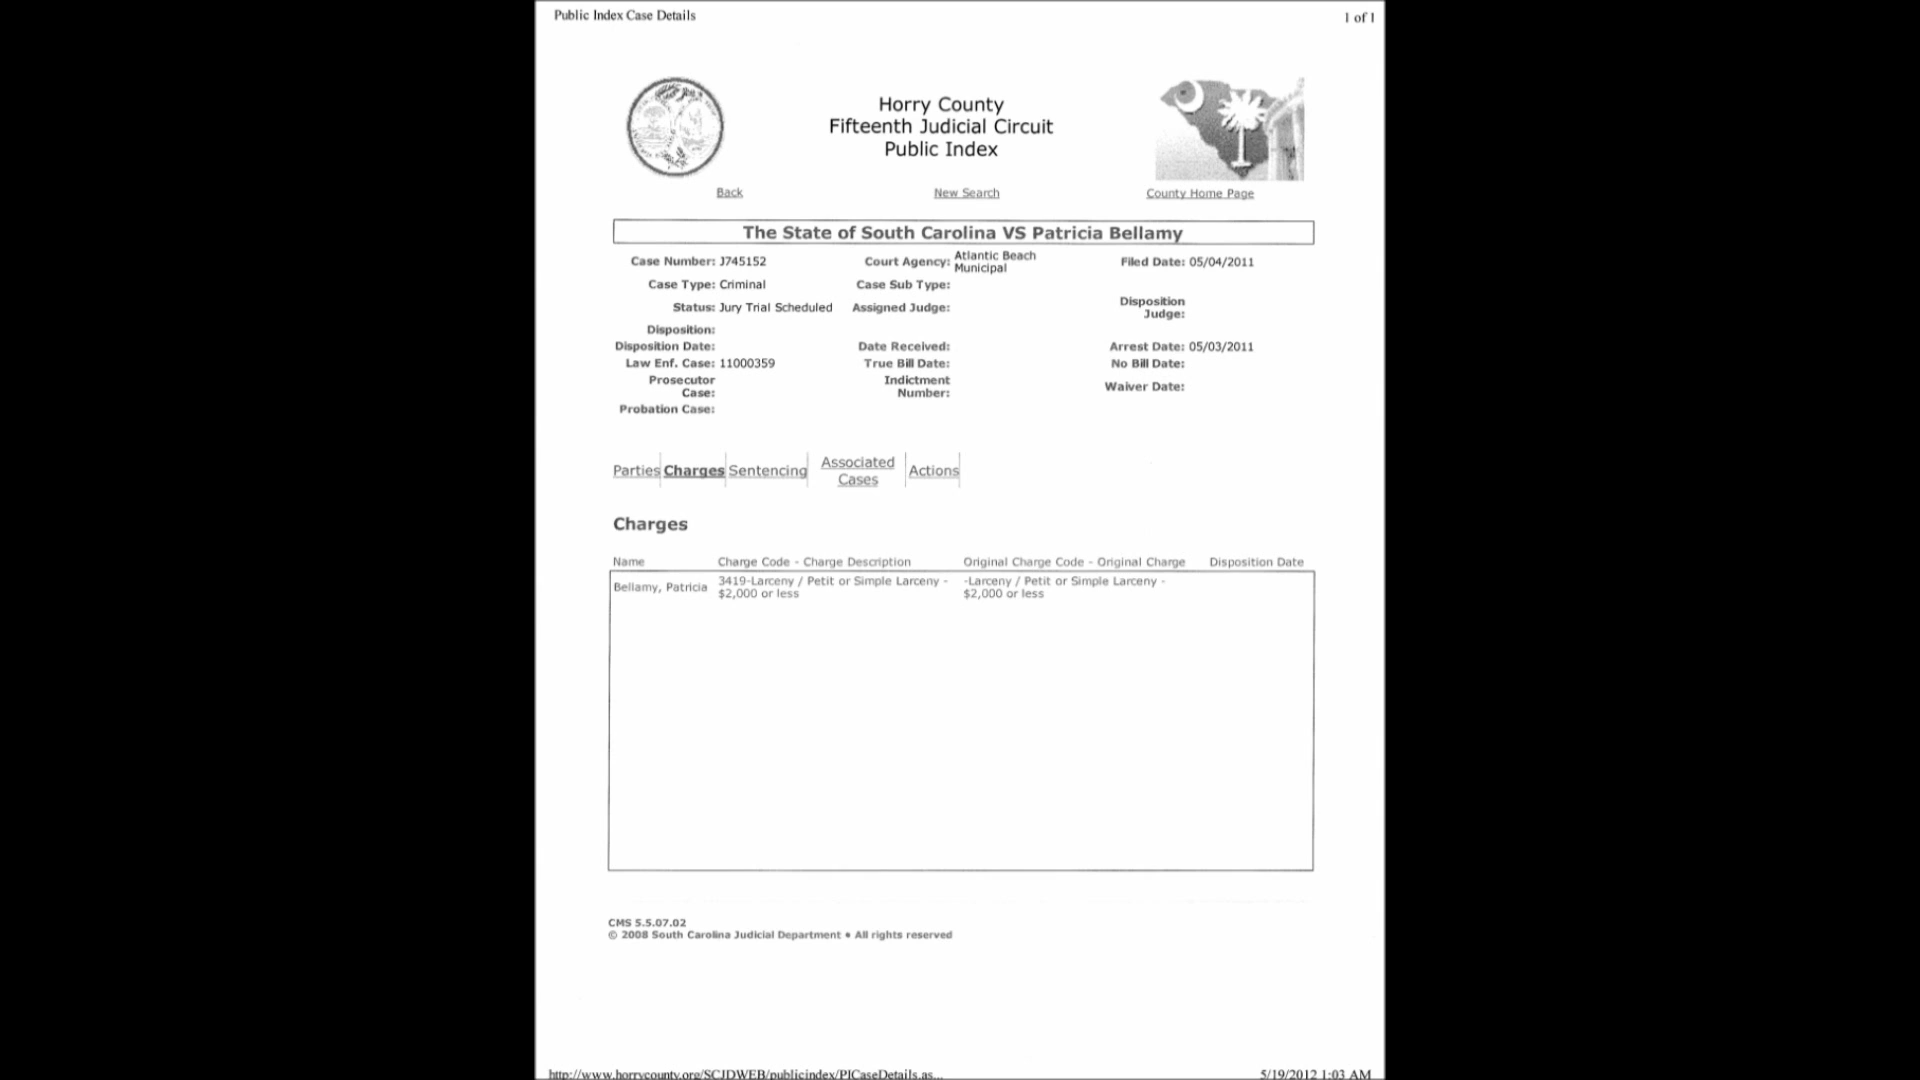 Public Index Case Details 1 of 1
Horry County
Fifteenth Judicial Circuit
Public Index
Back New Search County Home Page
The State of South Carolina VS Patricia Bellamy
Case Number: J745152 Court Agency: Atlantic Beach Municipal Filed Date: 05/04/2011
Case Type: Criminal Case Sub Type:
Status: Jury Trial Scheduled Assigned Judge: Disposition Judge:
Disposition:
Disposition Date: Date Received: Arrest Date: 05/03/2011
Law Enf. Case: 11000359 True Bill Date: No Bill Date:
Prosecutor Case: Indictment Number: Waiver Date:
Probation Case:
Parties Charges Sentencing Associated Cases Actions
Charges
Name Charge Code - Charge Description Original Charge Code - Original Charge Disposition Date
Bellamy, Patricia 3419-Larceny / Petit or Simple Larceny - $2,000 or less -Larceny / Petit or Simple Larceny - $2,000 or less
CMS 5.5.07.02
© 2008 South Carolina Judicial Department • All rights reserved
http://www.horrycounty.org/SCJDWEB/publicindex/PICaseDetails.as... 5/19/2012 1:03 AM